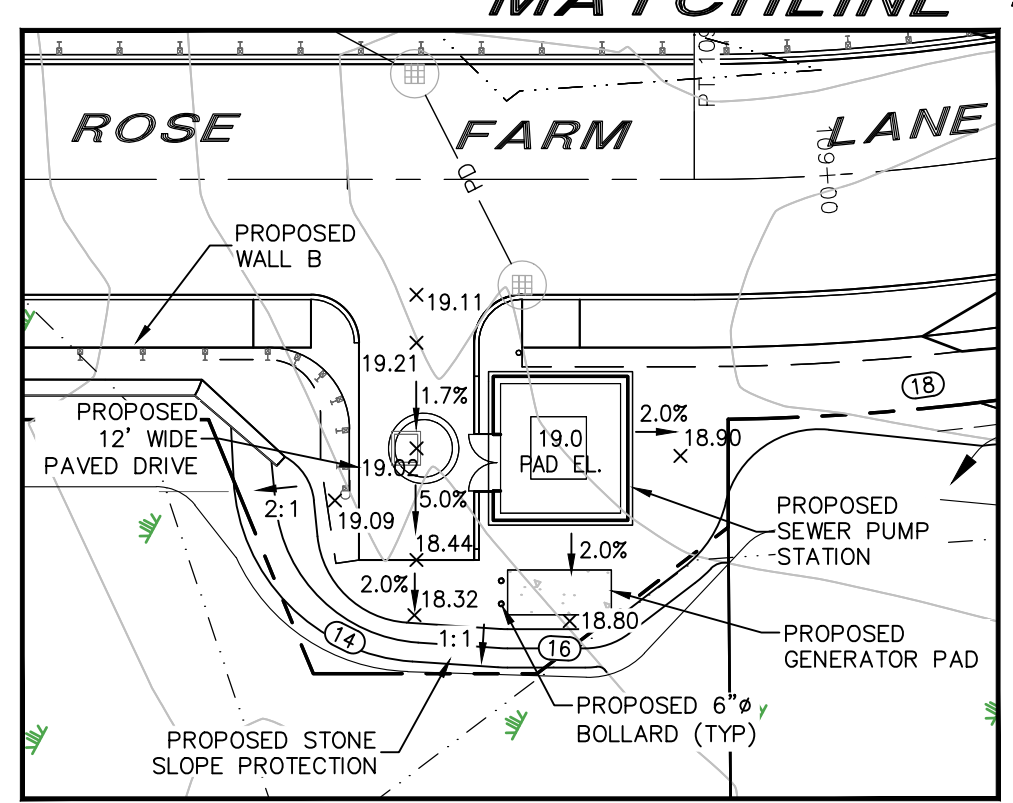 MATCHLINE
ROSE FARM LANE
PT 109
109+00
PD
PROPOSED
WALL B
19.11
19.21
1.7%
18
PROPOSED
12' WIDE
PAVED DRIVE
2.0%
18.90
19.0
PAD EL.
19.02
2:1
19.09
5.0%
PROPOSED
SEWER PUMP
STATION
18.44
2.0%
2.0%
18.32
18.80
14
1:1
16
PROPOSED
GENERATOR PAD
PROPOSED 6"ø
BOLLARD (TYP)
PROPOSED STONE
SLOPE PROTECTION